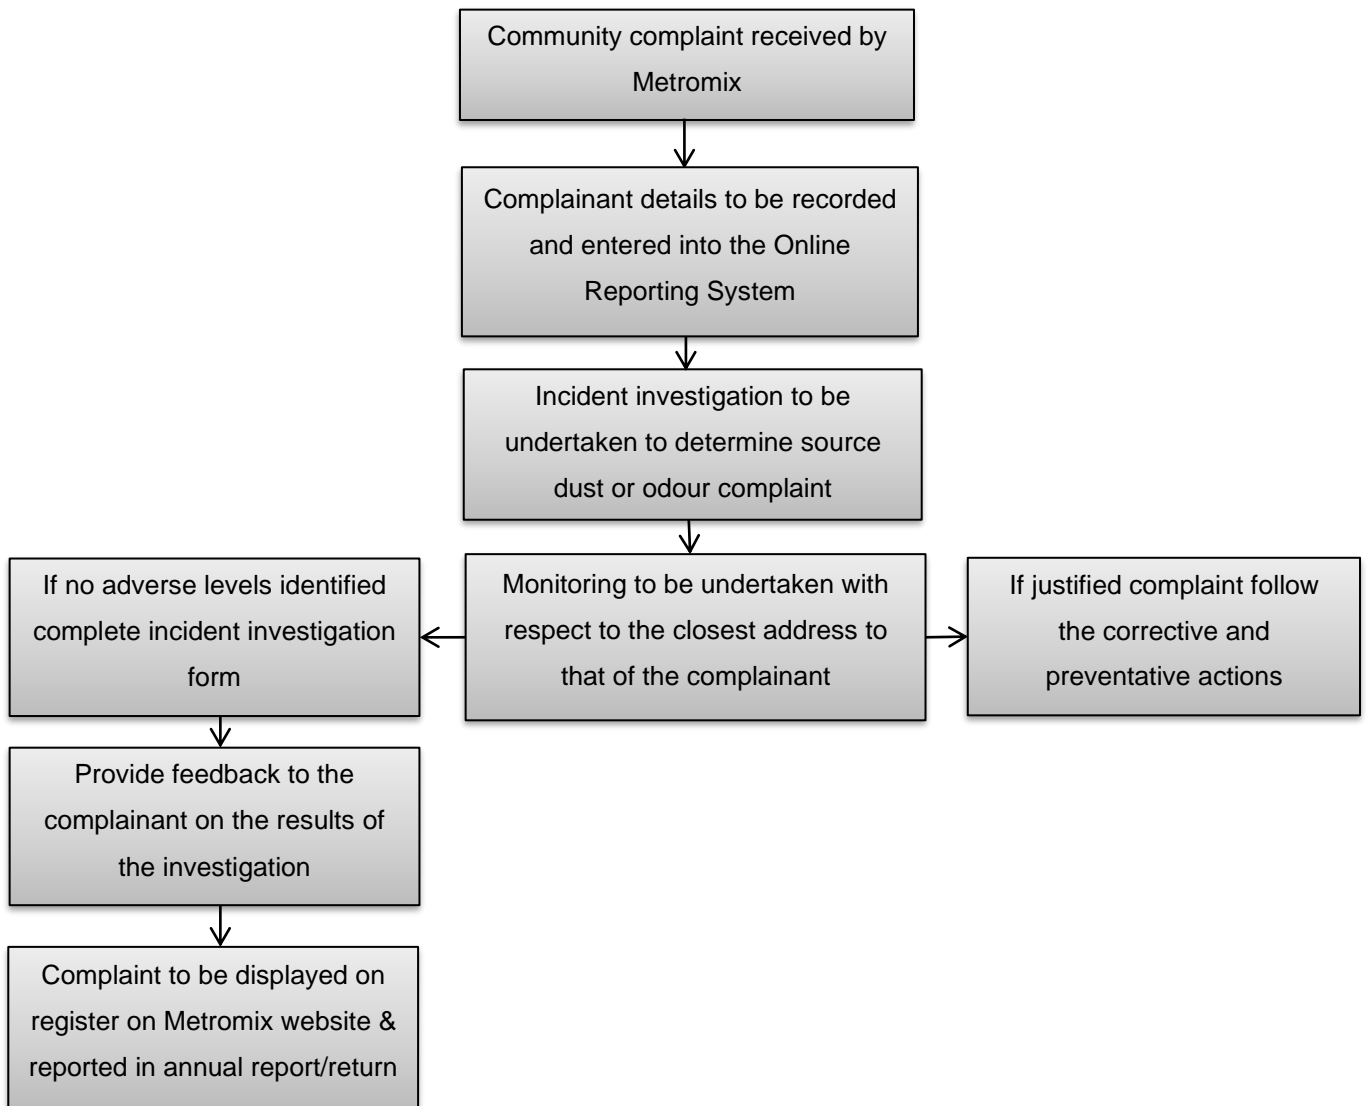 Community complaint received by
Metromix
Complainant details to be recorded
and entered into the Online
Reporting System
Incident investigation to be
undertaken to determine source
dust or odour complaint
Monitoring to be undertaken with
respect to the closest address to
that of the complainant
If no adverse levels identified
complete incident investigation
form
If justified complaint follow
the corrective and
preventative actions
Provide feedback to the
complainant on the results of
the investigation
Complaint to be displayed on
register on Metromix website &
reported in annual report/return